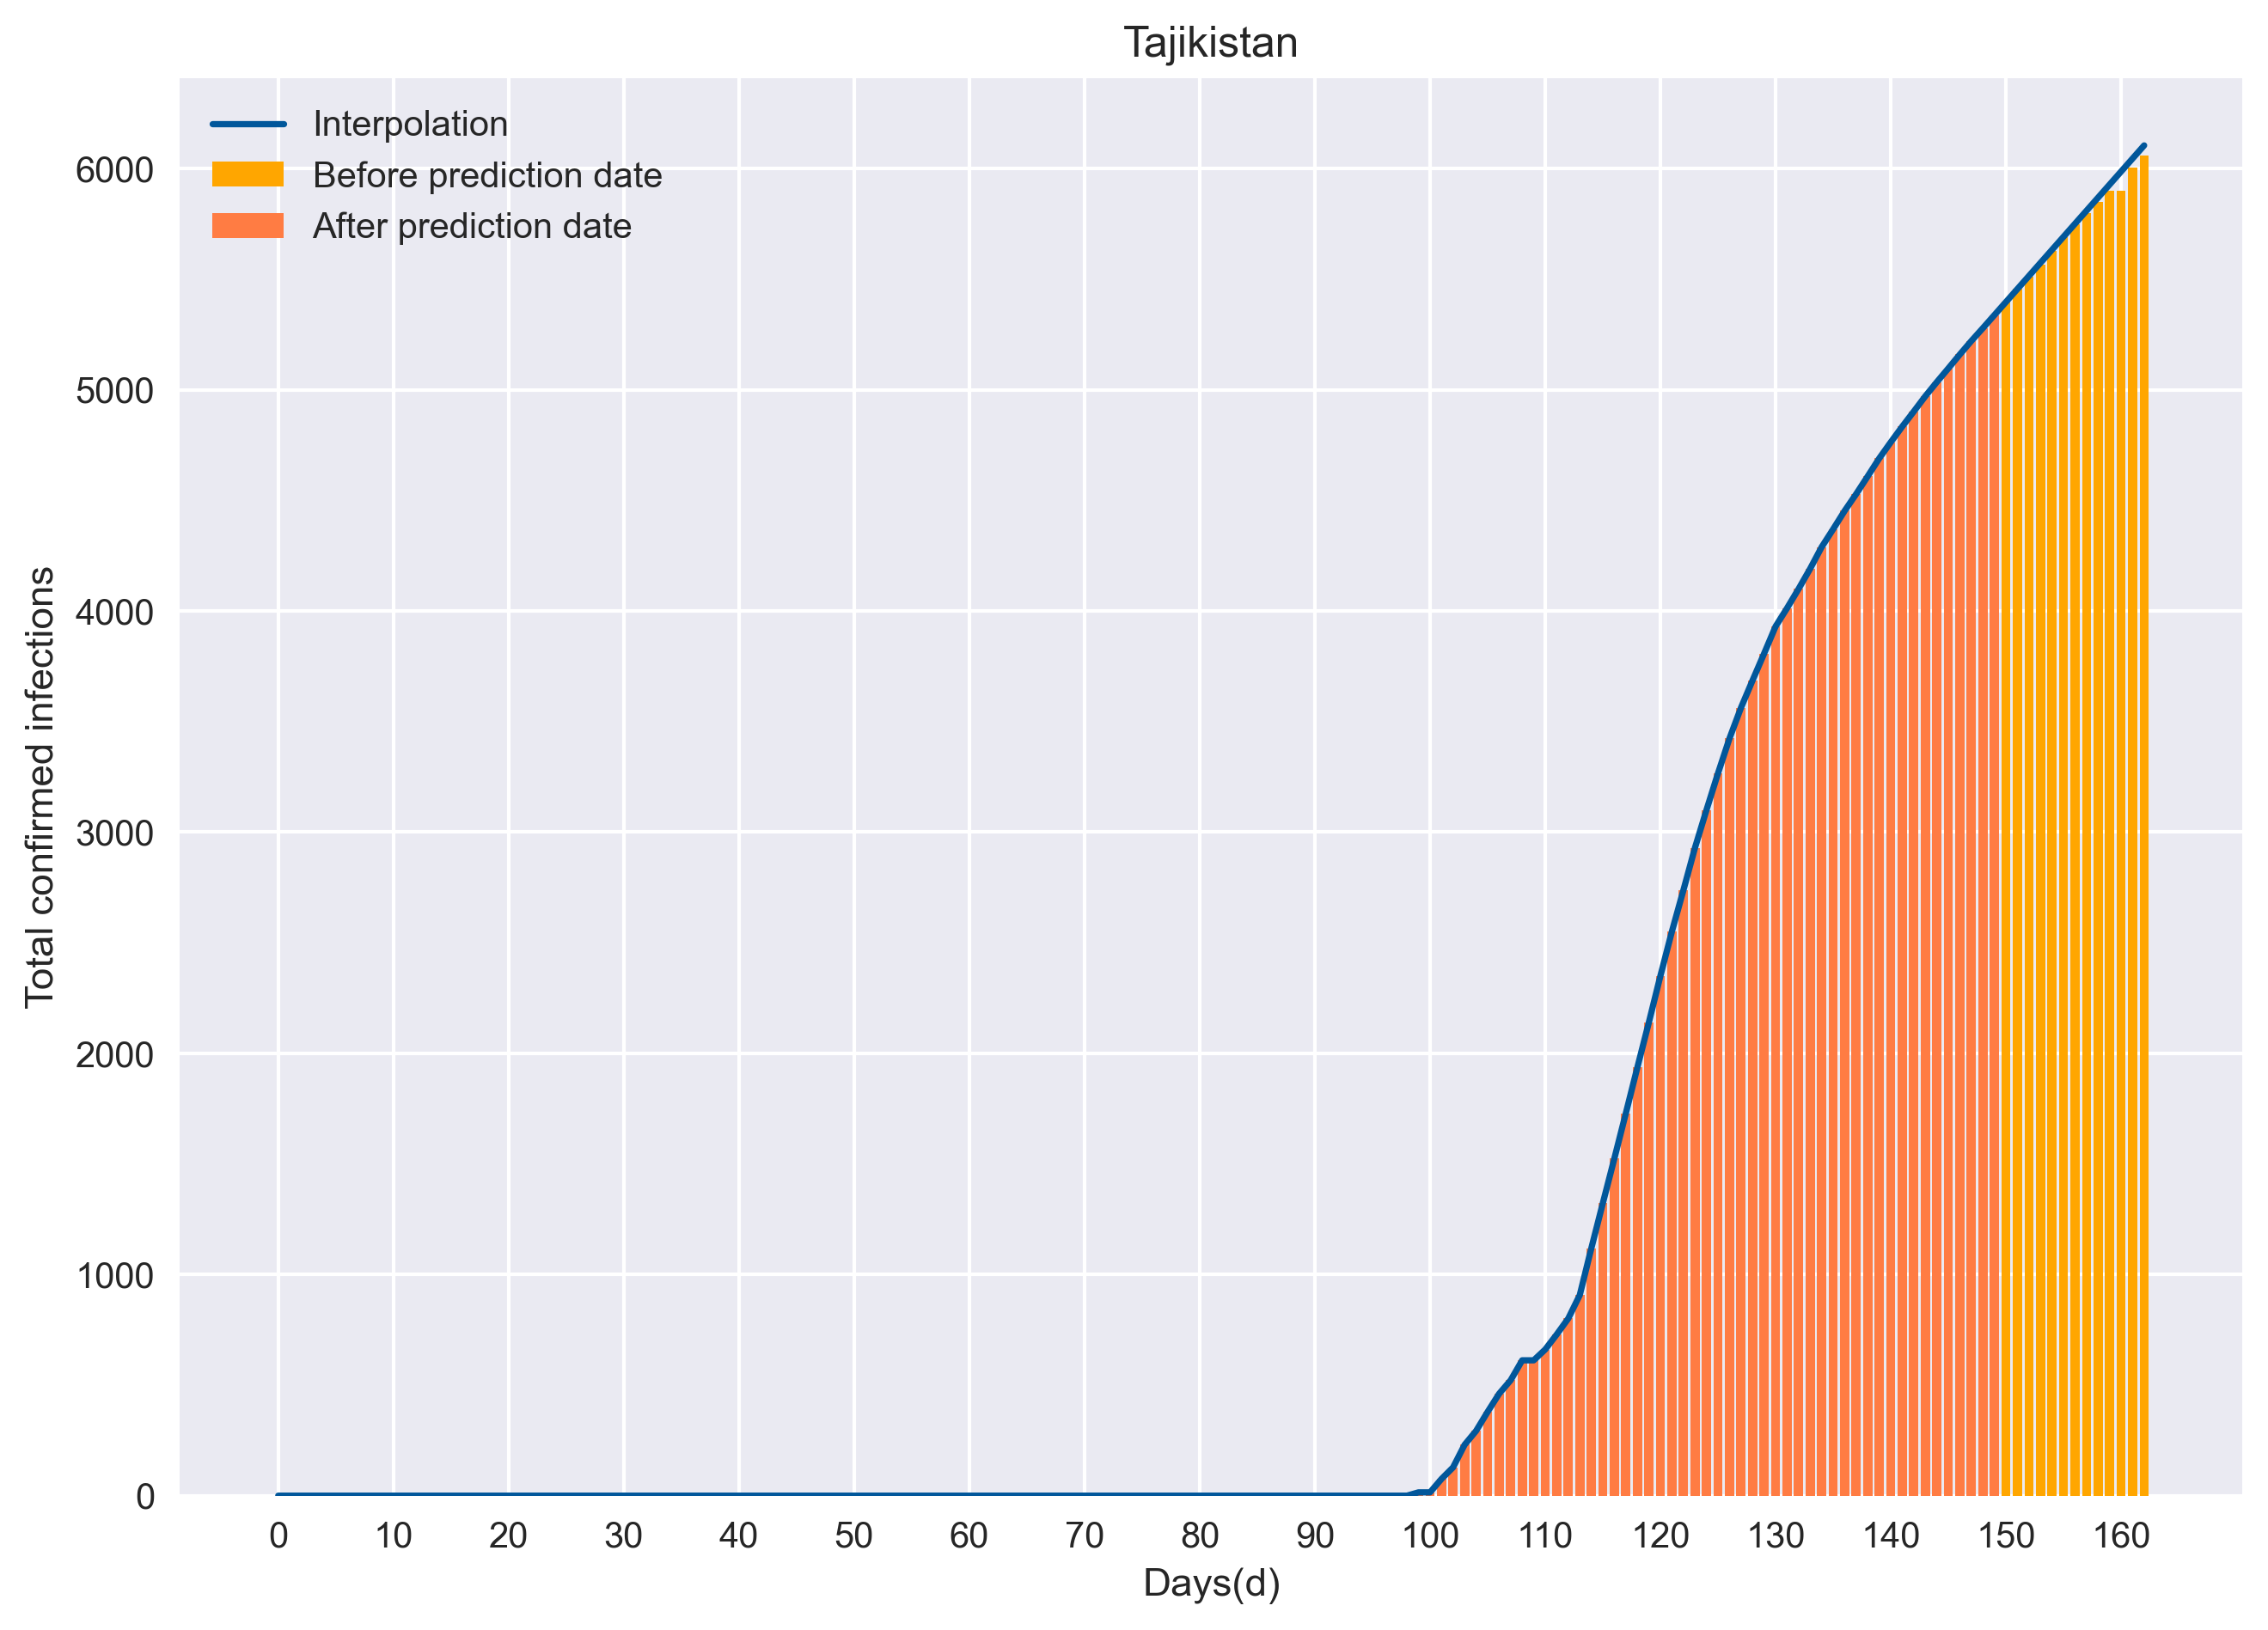 Tajikistan
Interpolation
Before prediction date
After prediction date
6000
5000
4000
3000
2000
1000
0
Total confirmed infections
0 10 20 30 40 50 60 70 80 90 100 110 120 130 140 150 160
Days(d)